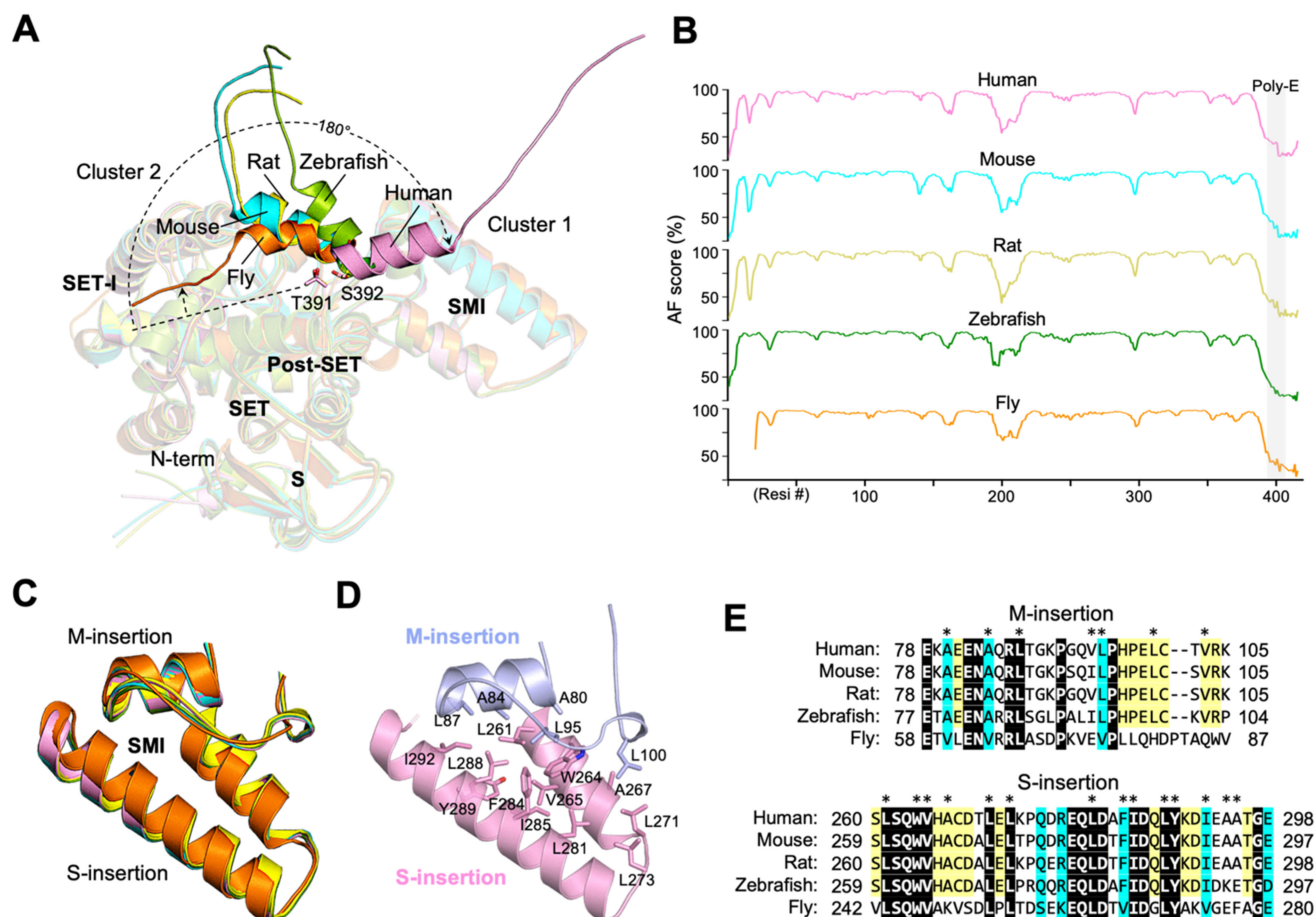 A
180°
Cluster 2
Rat
Zebrafish
Human
Mouse
Cluster 1
Fly
SET-I
T391
S392
SMI
Post-SET
SET
N-term
S
B
Human
Poly-E
100
50
Mouse
100
50
Rat
100
50
Zebrafish
100
50
Fly
100
50
AF score (%)
(Resi #)
100
200
300
400
C
M-insertion
SMI
S-insertion
D
M-insertion
A84
A80
L87
L261
L95
L100
I292
L288
W264
A267
Y289
F284
V265
I285
L271
L281
L273
S-insertion
E
M-insertion
* * * ** * *
Human: 78 EKAEENAQRLTGKPGQVLPHPELC--TVRK 105
Mouse: 78 EKAEENAQRLTGKPSQILPHPELC--SVRK 105
Rat: 78 EKAEENAQRLTGKPGQVLPHPELC--SVRK 105
Zebrafish: 77 ETAEENARRLSGLPALILPHPELC--KVRP 104
Fly: 58 ETVLENVRRLASDPKVEVPLLQHDPTAQWV 87
S-insertion
* ** * * * * ** ** * **
Human: 260 SLSQWVHACDTLELKPQDREQLDAFIDQLYKDIEAATGE 298
Mouse: 259 SLSQWVHACDALELTPQDREQLDTFIDQLYKDIEAATGE 297
Rat: 260 SLSQWVHACDALELTPQEREQLDTFIDQLYKDIEAATGE 298
Zebrafish: 259 SLSQWVHACDALELPRQQREQLDAFIDQLYKDIDKETGD 297
Fly: 242 VLSQWVAKVSDLPLTDSEKEQLDTVIDGLYAKVGEFAGE 280